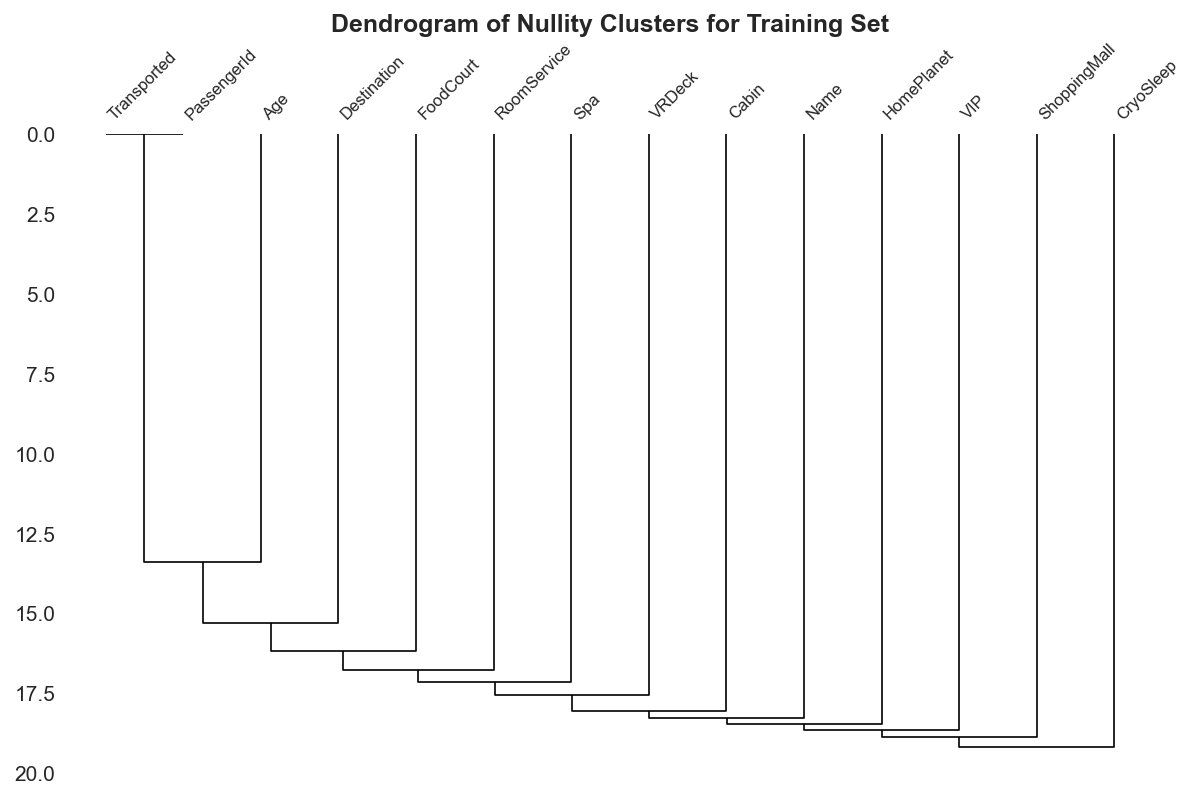 Dendrogram of Nullity Clusters for Training Set
Transported
PassengerId
Age
Destination
FoodCourt
RoomService
Spa
VRDeck
Cabin
Name
HomePlanet
VIP
ShoppingMall
CryoSleep
0.0
2.5
5.0
7.5
10.0
12.5
15.0
17.5
20.0